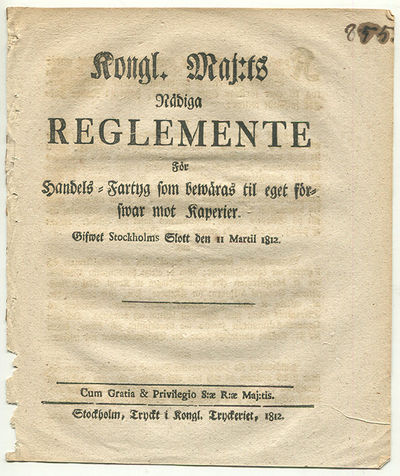 855.
Kongl. Maj:ts
Nådiga
REGLEMENTE
För
Handels-Fartyg som bewäras til eget för-
swar mot Kaperier.
Gifwet Stockholms Slott den 11 Martii 1812.
Cum Gratia & Privilegio S:æ R:æ Maj:tis.
Stockholm, Tryckt i Kongl. Tryckeriet, 1812.